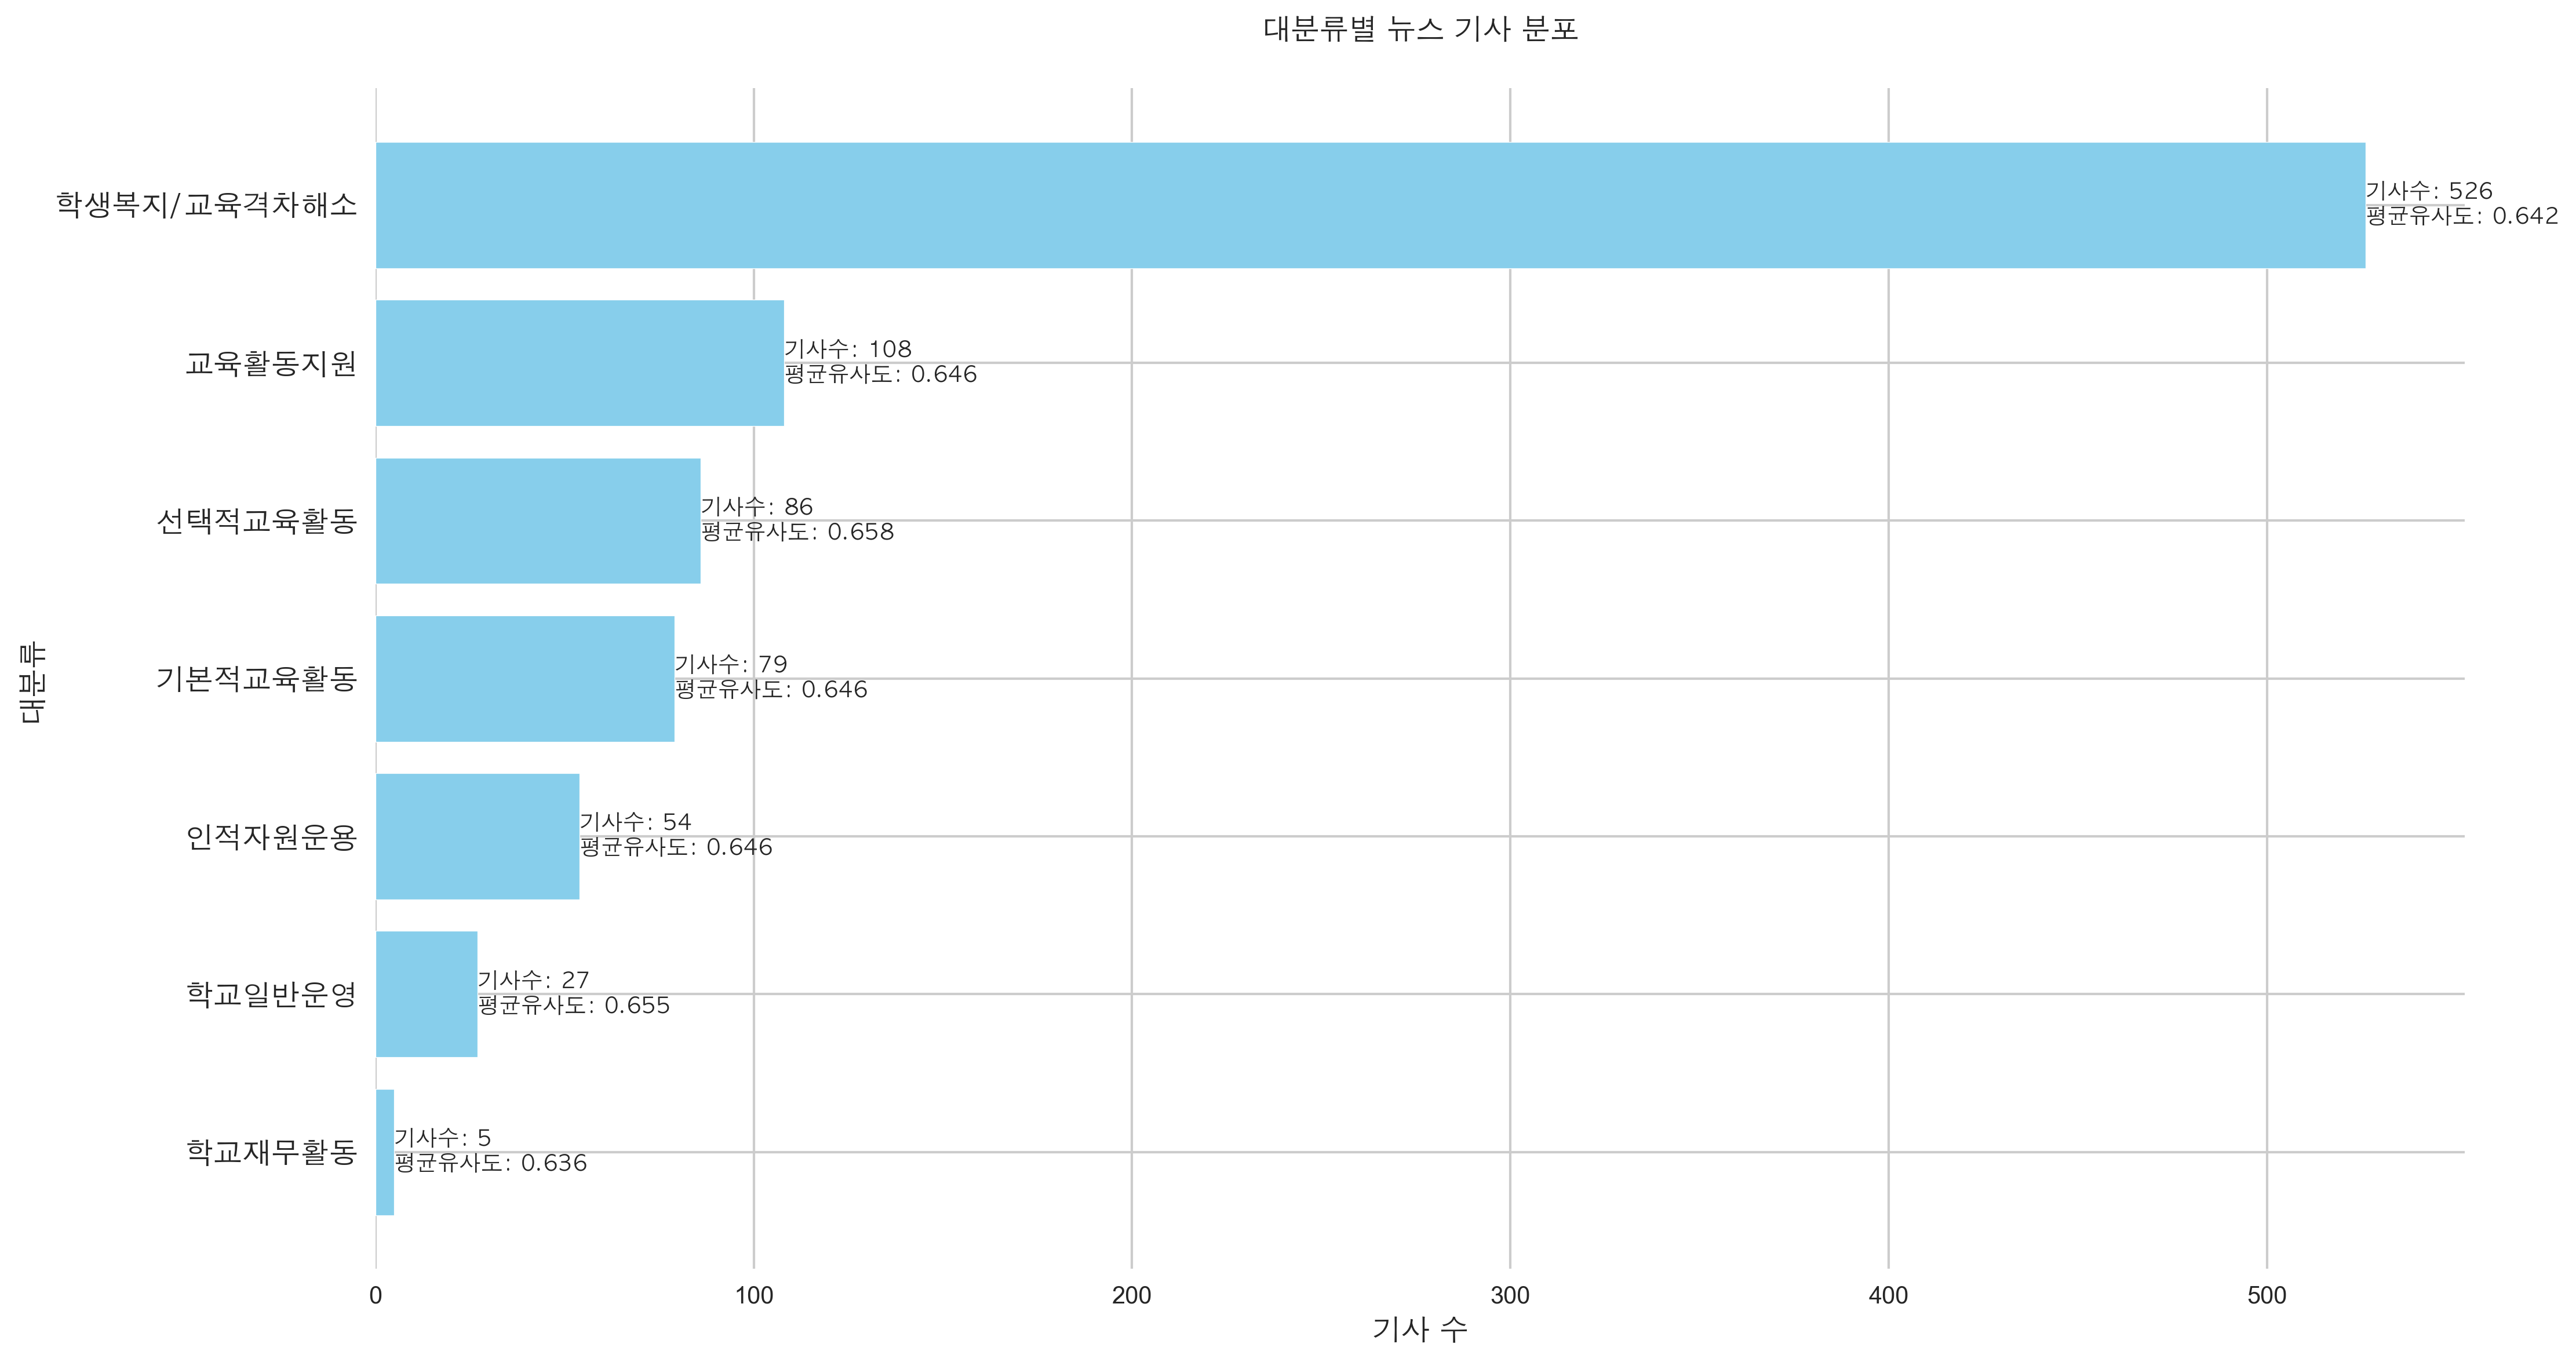 대분류별 뉴스 기사 분포
대분류
학생복지/교육격차해소
기사수: 526
평균유사도: 0.642
교육활동지원
기사수: 108
평균유사도: 0.646
선택적교육활동
기사수: 86
평균유사도: 0.658
기본적교육활동
기사수: 79
평균유사도: 0.646
인적자원운용
기사수: 54
평균유사도: 0.646
학교일반운영
기사수: 27
평균유사도: 0.655
학교재무활동
기사수: 5
평균유사도: 0.636
0 100 200 300 400 500
기사 수